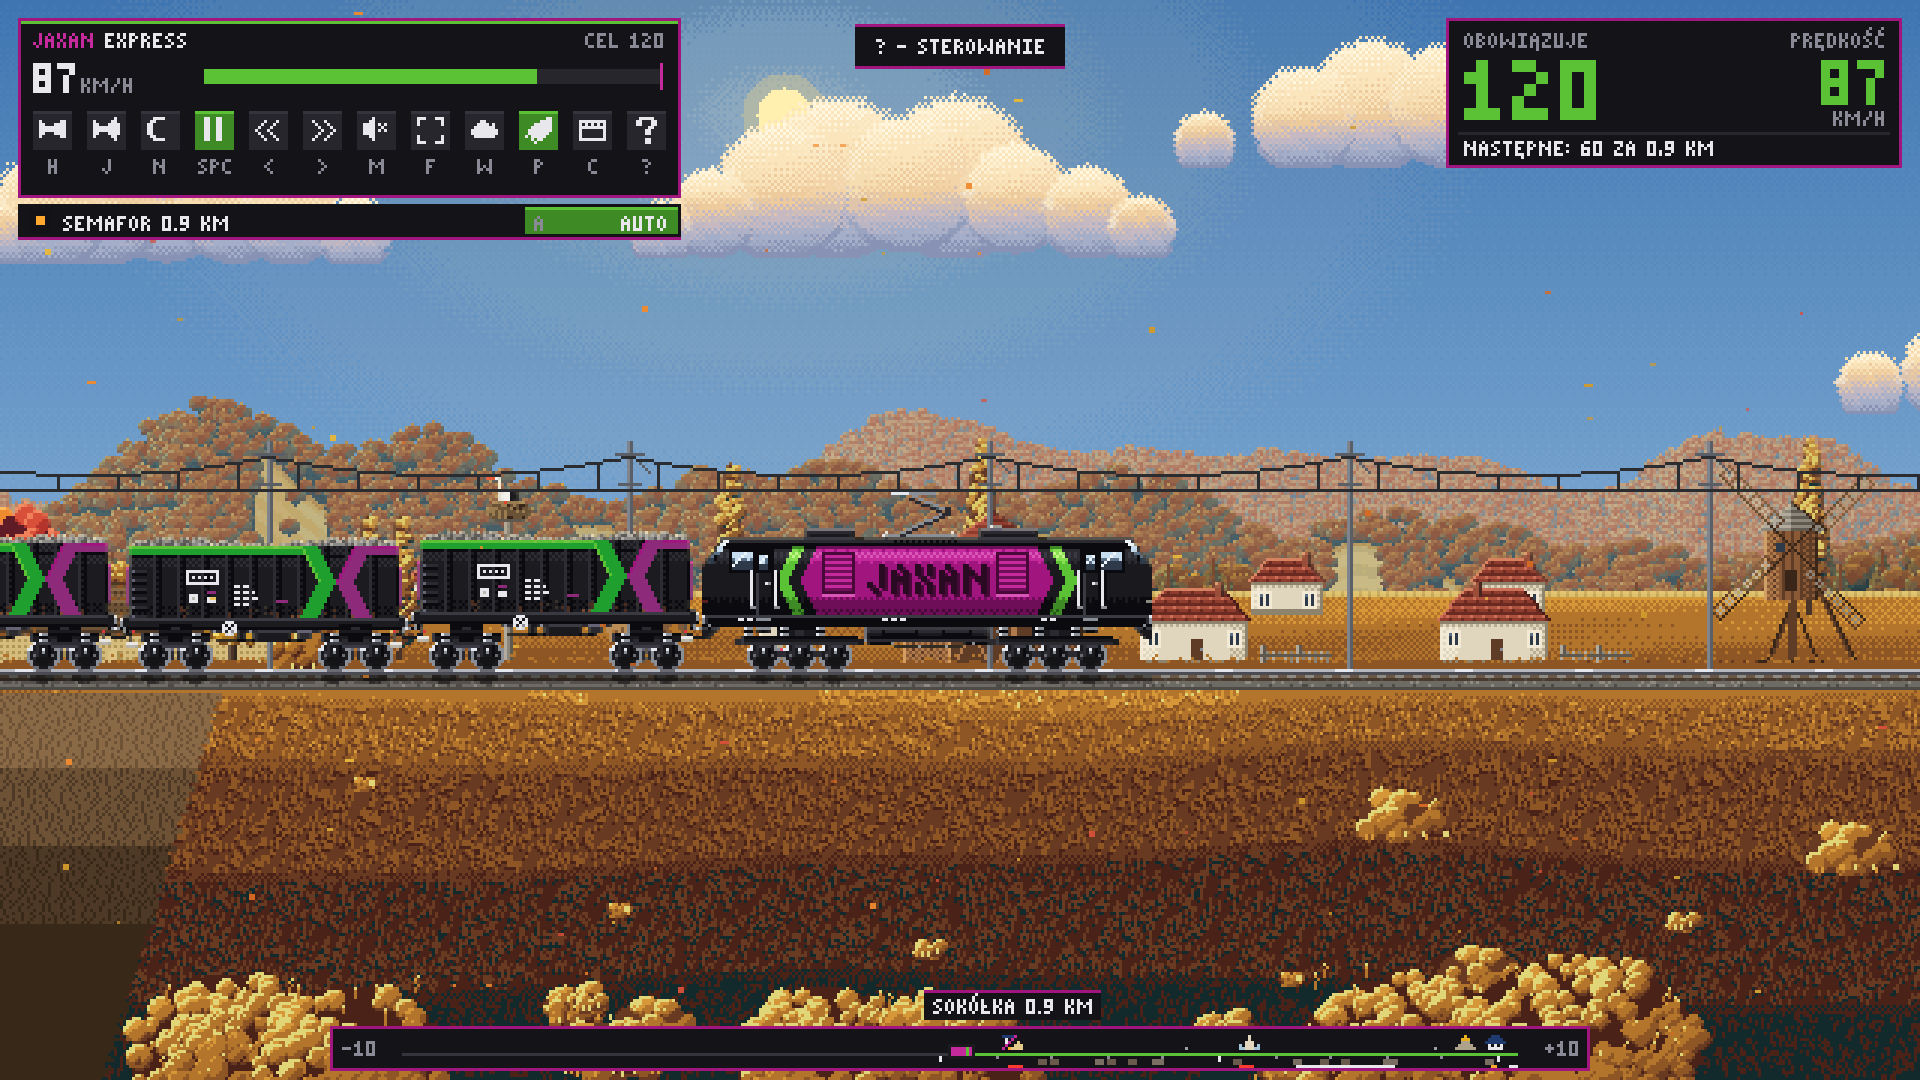 JAXAN EXPRESS CEL 120
87 KM/H
H J N SPC < > M F W P C ?
SEMAFOR 0.9 KM A AUTO
? - STEROWANIE
OBOWIĄZUJE PRĘDKOŚĆ
120 87
KM/H
NASTĘPNE: 60 ZA 0.9 KM
JAXAN
SOKÓŁKA 0.9 KM
-10 +10